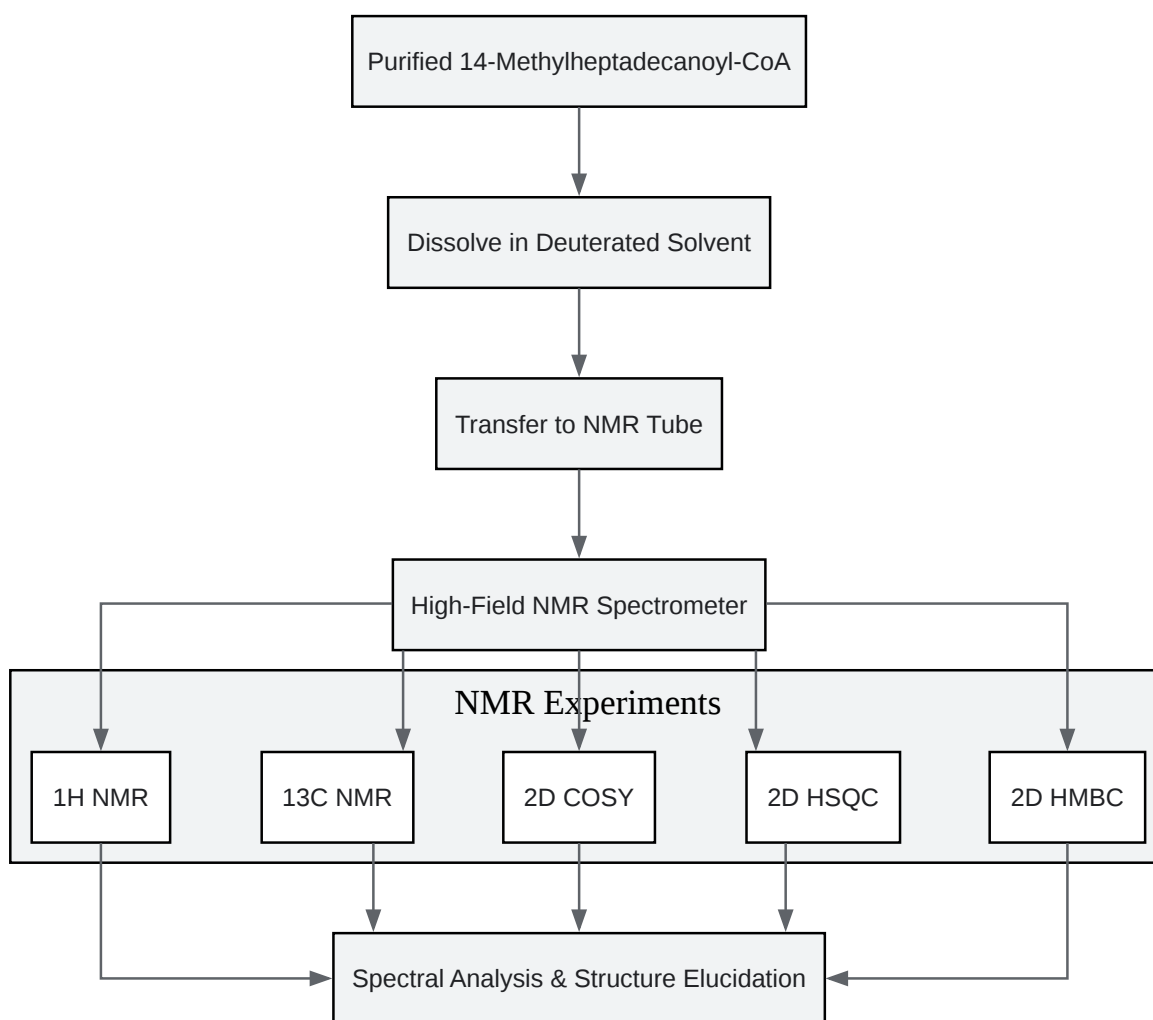 Purified 14-Methylheptadecanoyl-CoA
Dissolve in Deuterated Solvent
Transfer to NMR Tube
High-Field NMR Spectrometer
NMR Experiments
1H NMR
13C NMR
2D COSY
2D HSQC
2D HMBC
Spectral Analysis & Structure Elucidation